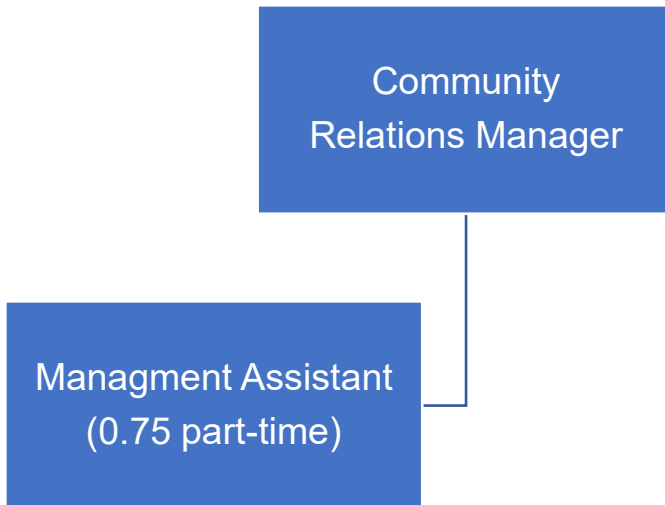 Community
Relations Manager
Managment Assistant
(0.75 part-time)